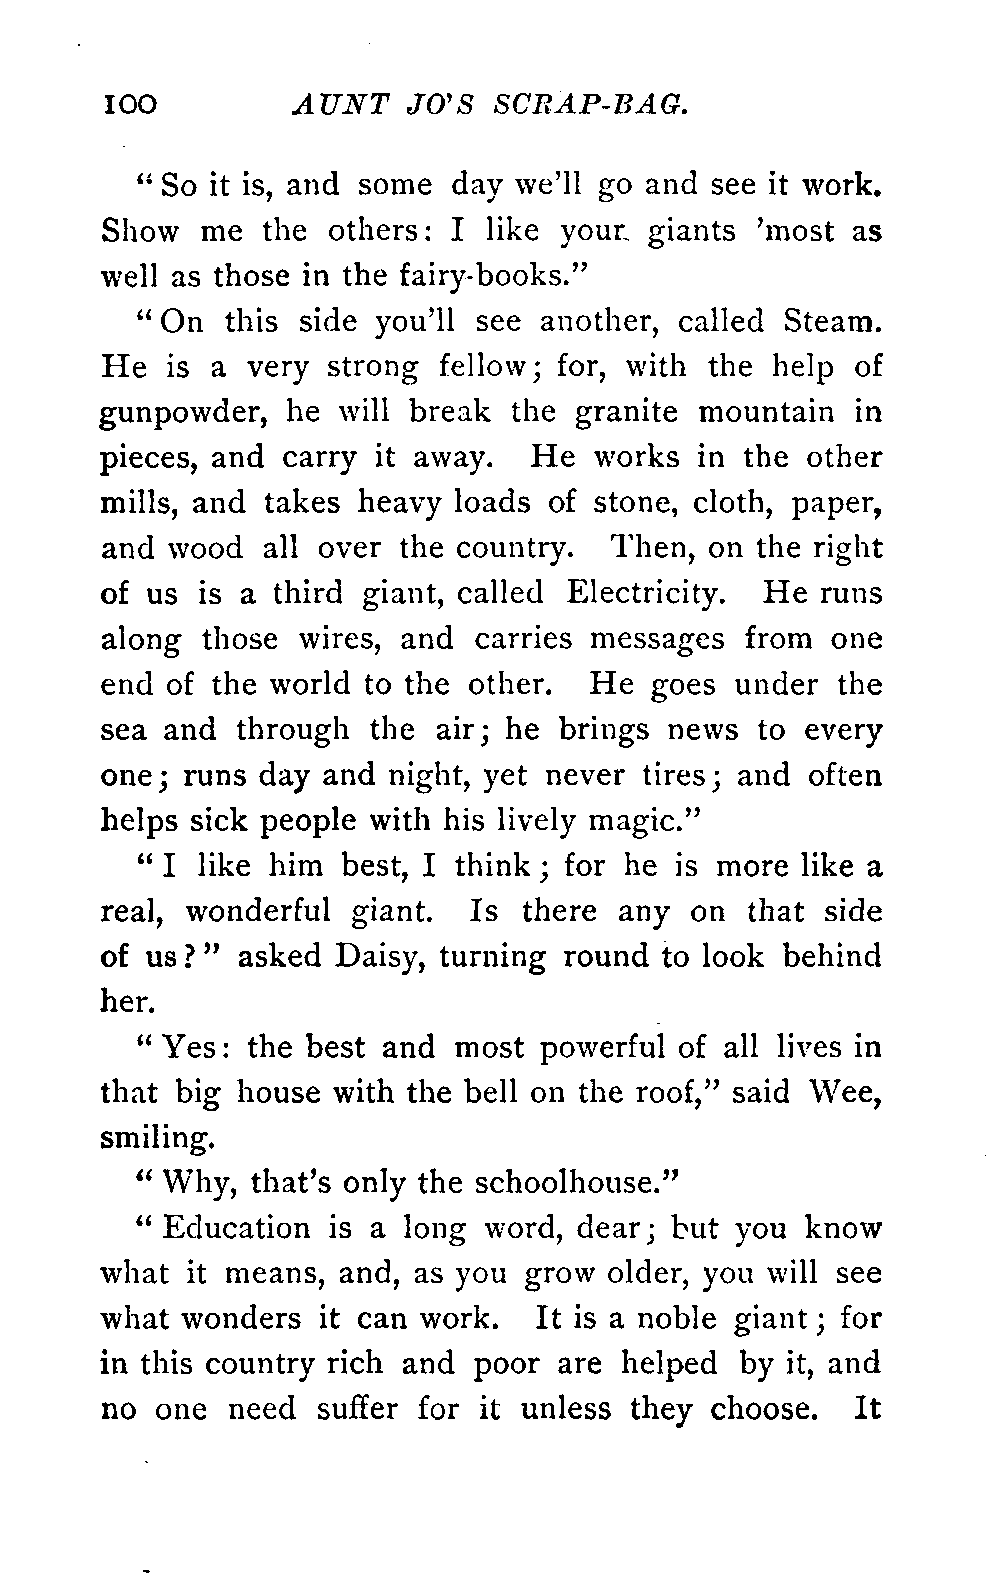 100 AUNT JO'S SCRAP-BAG.
"So it is, and some day we'll go and see it work.
Show me the others: I like your giants 'most as
well as those in the fairy-books."
"On this side you'll see another, called Steam.
He is a very strong fellow; for, with the help of
gunpowder, he will break the granite mountain in
pieces, and carry it away. He works in the other
mills, and takes heavy loads of stone, cloth, paper,
and wood all over the country. Then, on the right
of us is a third giant, called Electricity. He runs
along those wires, and carries messages from one
end of the world to the other. He goes under the
sea and through the air; he brings news to every
one; runs day and night, yet never tires; and often
helps sick people with his lively magic."
"I like him best, I think; for he is more like a
real, wonderful giant. Is there any on that side
of us?" asked Daisy, turning round to look behind
her.
"Yes: the best and most powerful of all lives in
that big house with the bell on the roof," said Wee,
smiling.
"Why, that's only the schoolhouse."
"Education is a long word, dear; but you know
what it means, and, as you grow older, you will see
what wonders it can work. It is a noble giant; for
in this country rich and poor are helped by it, and
no one need suffer for it unless they choose. It